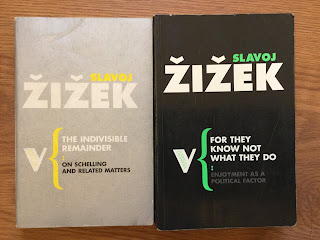 SLAVOJ
ŽIŽEK
THE INDIVISIBLE
REMAINDER
:
ON SCHELLING
AND RELATED MATTERS
V
SLAVOJ
ŽIŽEK
FOR THEY
KNOW NOT
WHAT THEY DO
:
ENJOYMENT AS A
POLITICAL FACTOR
V